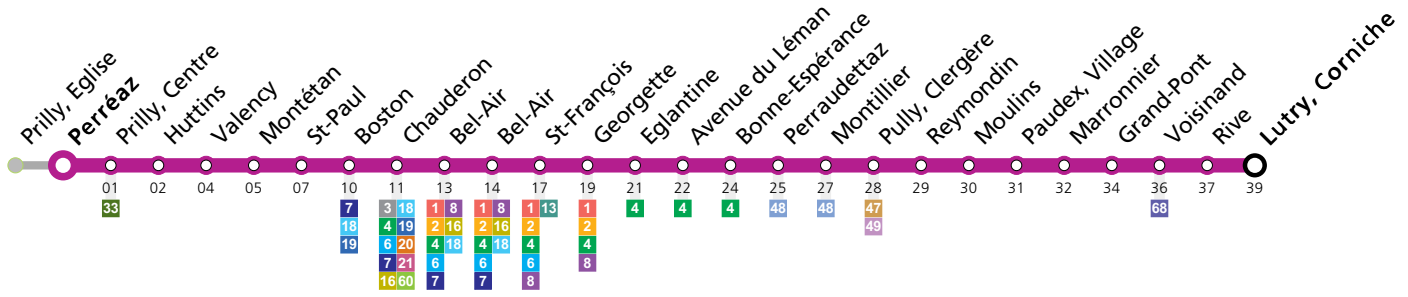 Prilly, Eglise
Perréaz
Prilly, Centre
Huttins
Valency
Montétan
St-Paul
Boston
Chauderon
Bel-Air
Bel-Air
St-François
Georgette
Eglantine
Avenue du Léman
Bonne-Espérance
Perraudettaz
Montillier
Pully, Clergère
Reymondin
Moulins
Paudex, Village
Marronnier
Grand-Pont
Voisinand
Rive
Lutry, Corniche
01 02 04 05 07 10 11 13 14 17 19 21 22 24 25 27 28 29 30 31 32 34 36 37 39
33 7 3 18 1 8 1 8 1 13 1 4 4 4 48 48 47 68
18 4 19 2 16 2 16 2 2 49
19 6 20 4 18 4 18 4 4
7 21 6 6 6 8
16 60 7 7 8